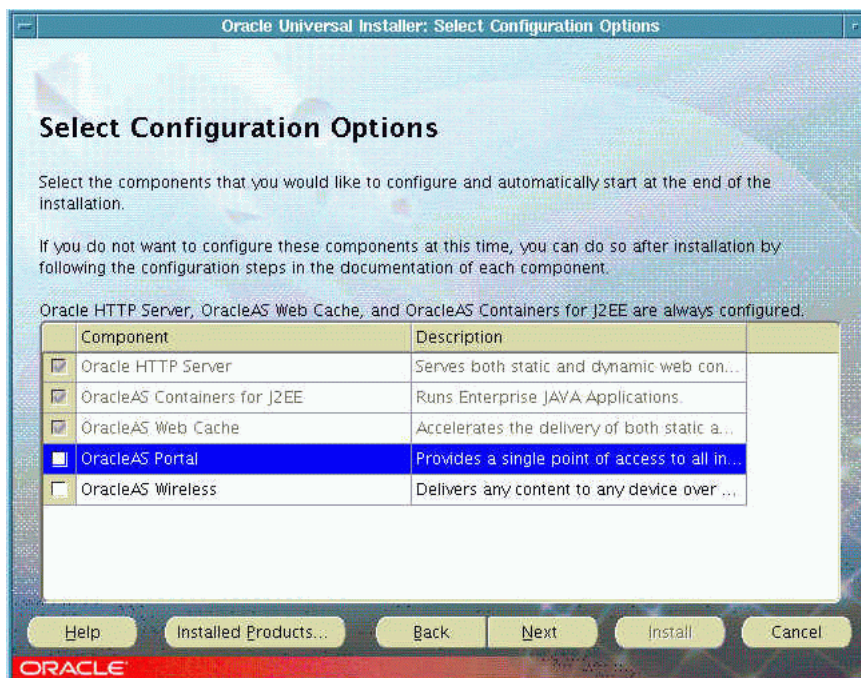 Oracle Universal Installer: Select Configuration Options
Select Configuration Options
Select the components that you would like to configure and automatically start at the end of the
installation.
If you do not want to configure these components at this time, you can do so after installation by
following the configuration steps in the documentation of each component.
Oracle HTTP Server, OracleAS Web Cache, and OracleAS Containers for J2EE are always configured.
Component Description
Oracle HTTP Server Serves both static and dynamic web con...
OracleAS Containers for J2EE Runs Enterprise JAVA Applications.
OracleAS Web Cache Accelerates the delivery of both static a...
OracleAS Portal Provides a single point of access to all in...
OracleAS Wireless Delivers any content to any device over ...
Help Installed Products... Back Next Install Cancel
ORACLE